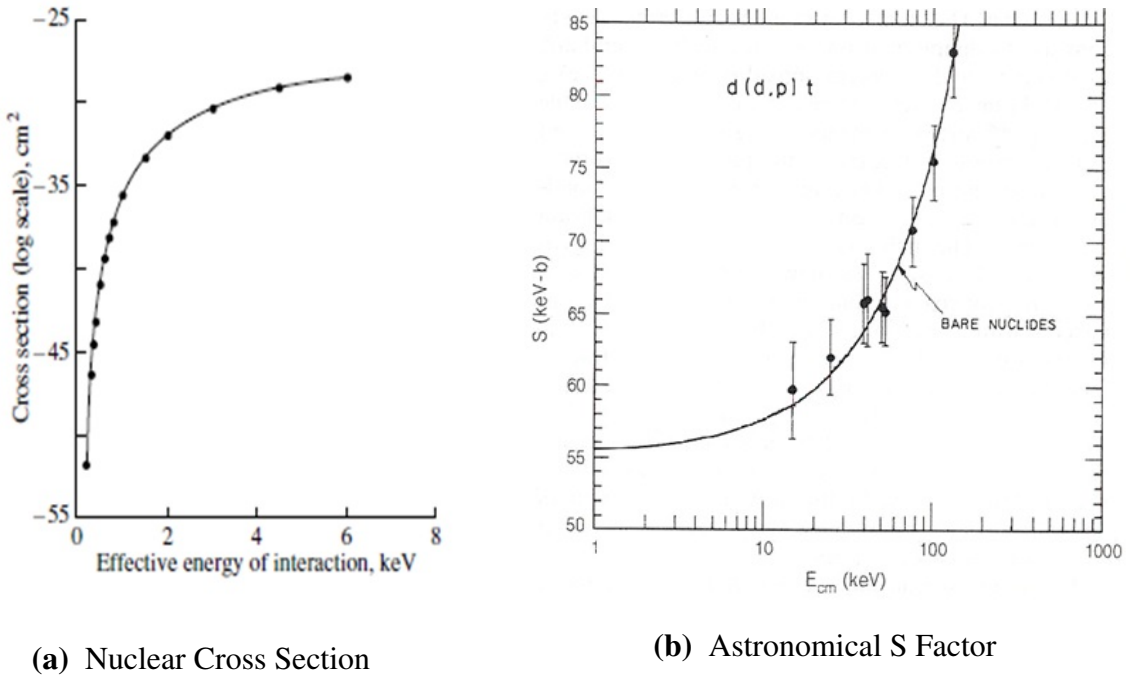 Cross section (log scale), cm²
−25
−35
−45
−55
0
2
4
6
8
Effective energy of interaction, keV
(a) Nuclear Cross Section
S (keV-b)
85
80
75
70
65
60
55
50
d(d,p)t
BARE NUCLIDES
1
10
100
1000
E_cm (keV)
(b) Astronomical S Factor